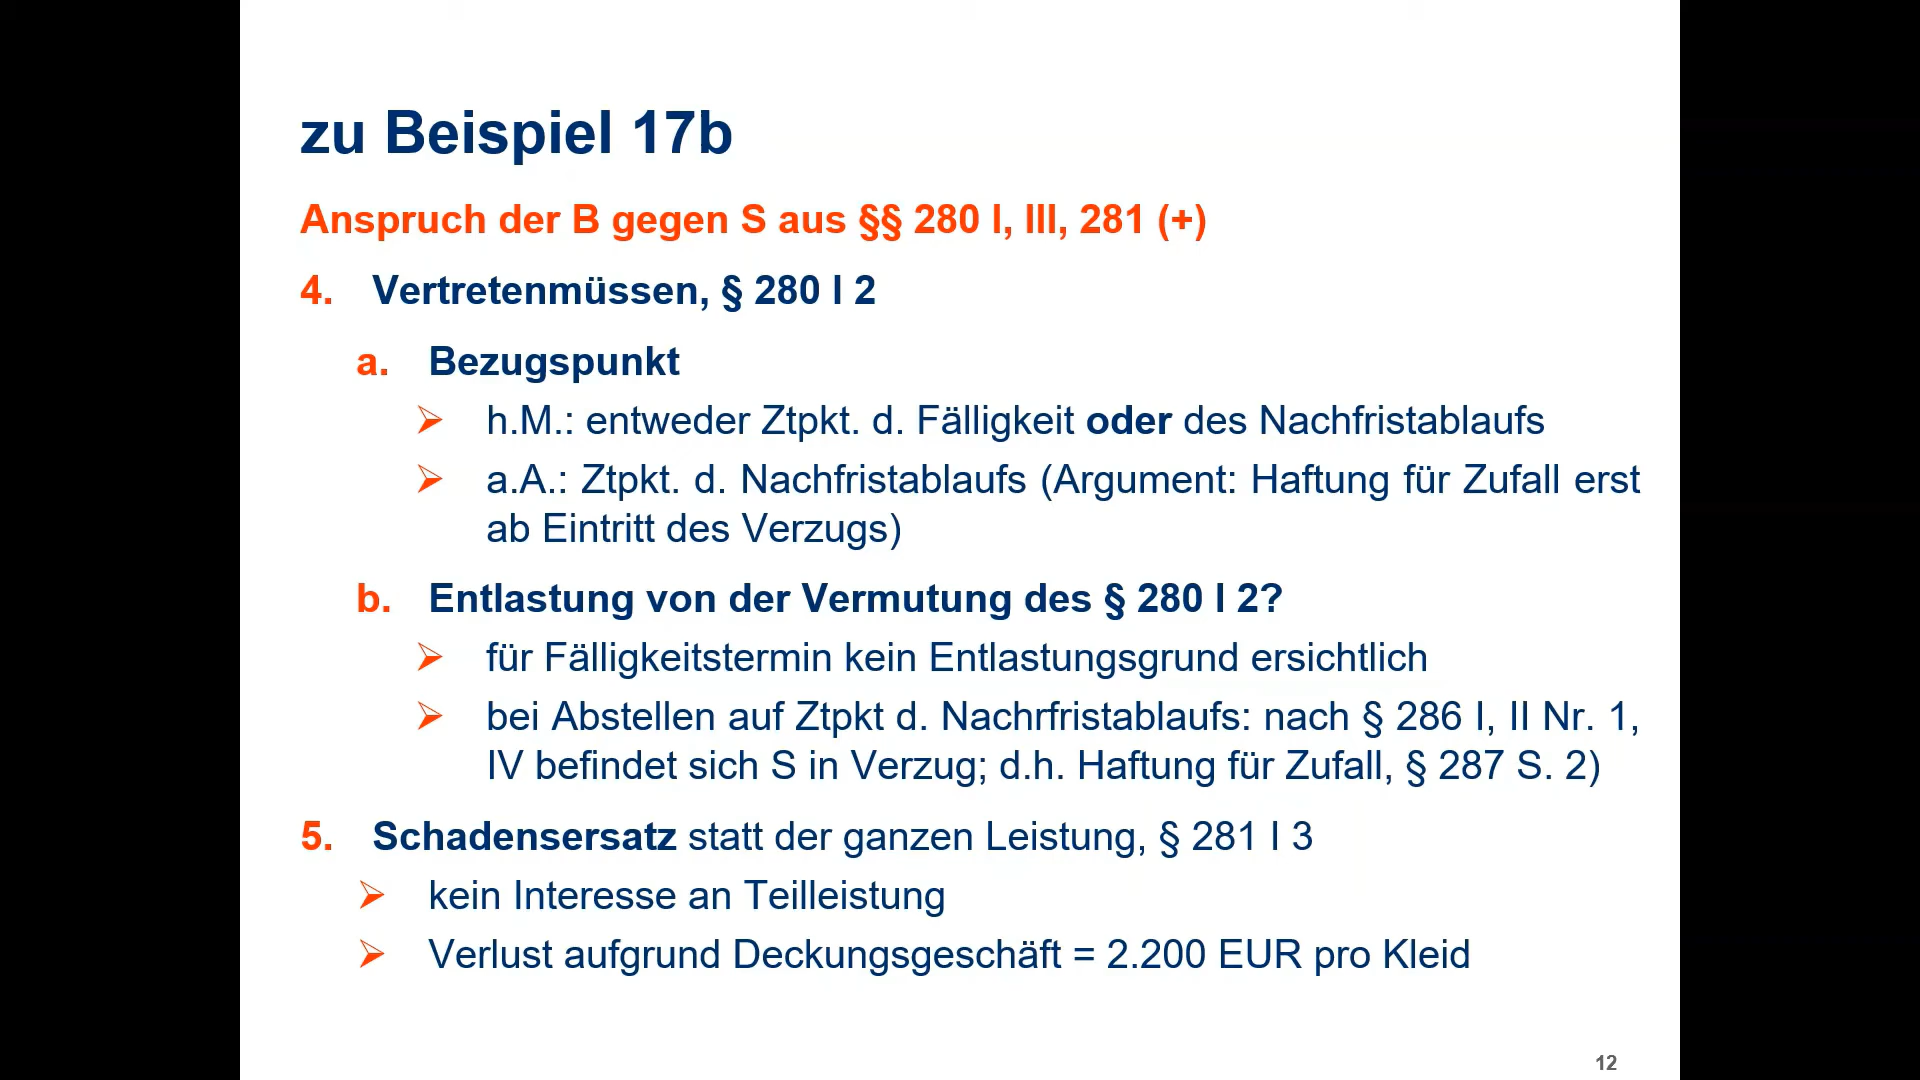 zu Beispiel 17b
Anspruch der B gegen S aus §§ 280 I, III, 281 (+)
4. Vertretenmüssen, § 280 I 2
a. Bezugspunkt
h.M.: entweder Ztpkt. d. Fälligkeit oder des Nachfristablaufs
a.A.: Ztpkt. d. Nachfristablaufs (Argument: Haftung für Zufall erst
ab Eintritt des Verzugs)
b. Entlastung von der Vermutung des § 280 I 2?
für Fälligkeitstermin kein Entlastungsgrund ersichtlich
bei Abstellen auf Ztpkt d. Nachrfristablaufs: nach § 286 I, II Nr. 1,
IV befindet sich S in Verzug; d.h. Haftung für Zufall, § 287 S. 2)
5. Schadensersatz statt der ganzen Leistung, § 281 I 3
kein Interesse an Teilleistung
Verlust aufgrund Deckungsgeschäft = 2.200 EUR pro Kleid
12